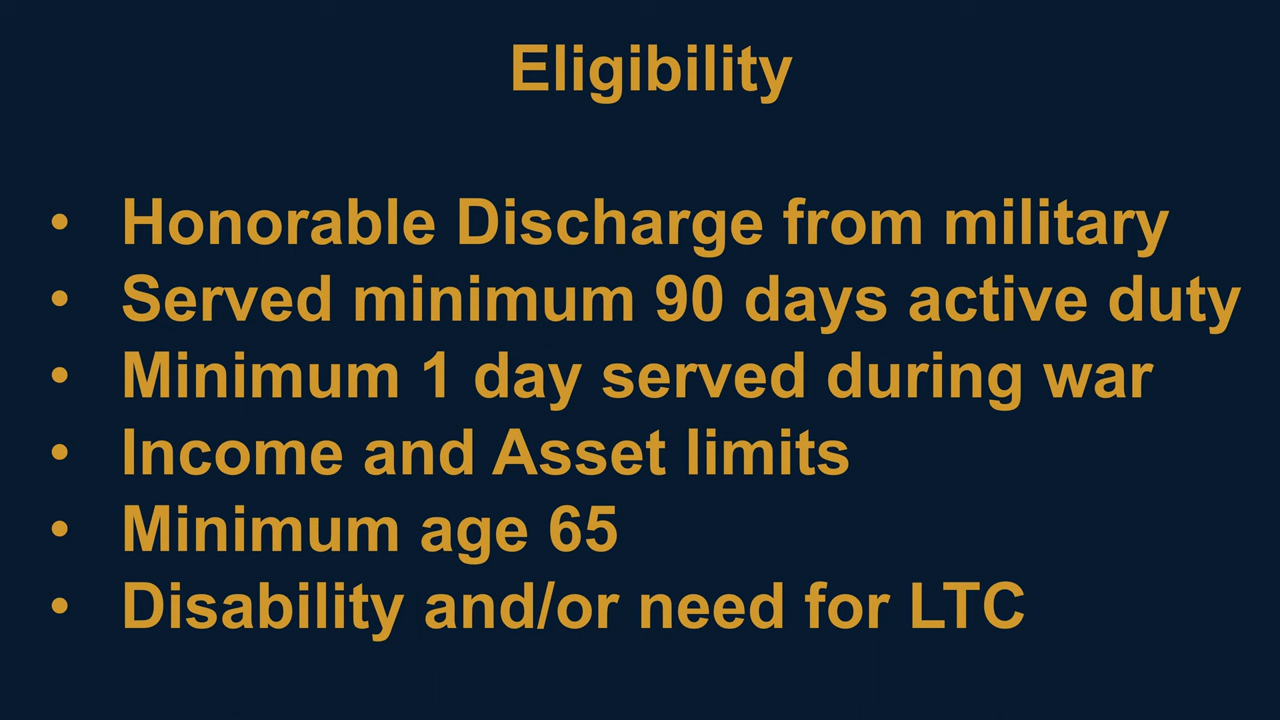 Eligibility
• Honorable Discharge from military
• Served minimum 90 days active duty
• Minimum 1 day served during war
• Income and Asset limits
• Minimum age 65
• Disability and/or need for LTC